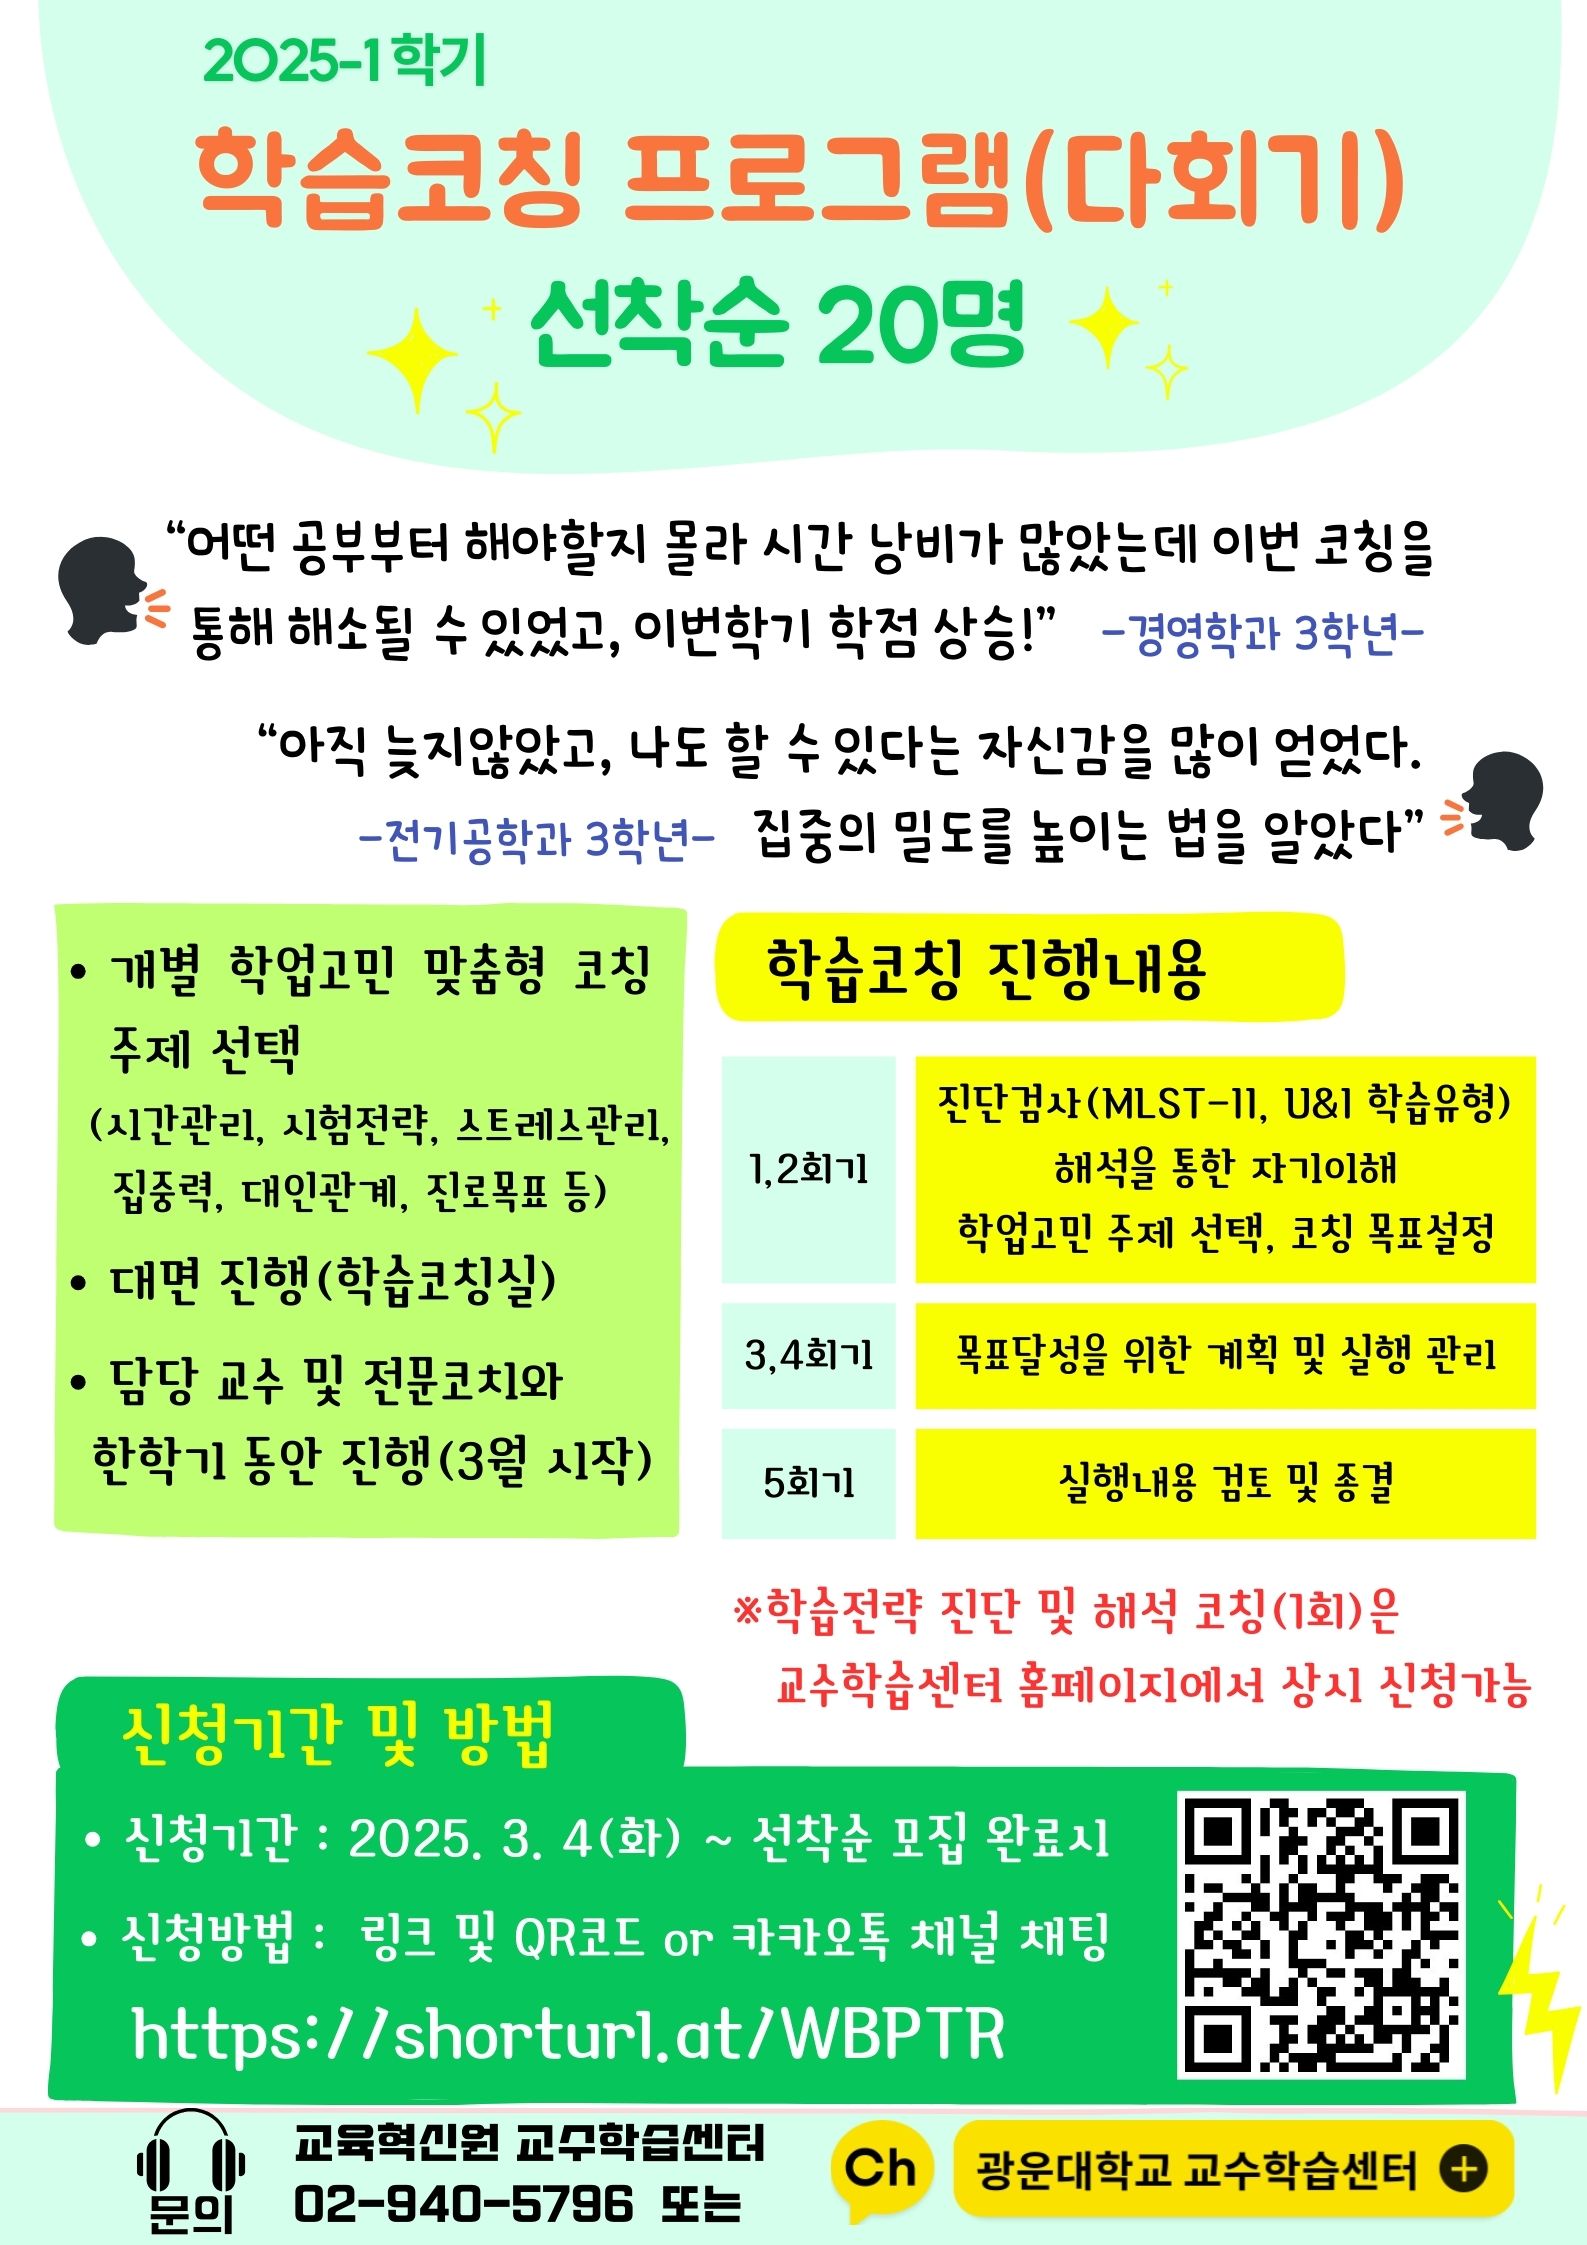 2025-1 학기
학습코칭 프로그램(다회기)
선착순 20명
“어떤 공부부터 해야할지 몰라 시간 낭비가 많았는데 이번 코칭을
통해 해소될 수 있었고, 이번학기 학점 상승!” -경영학과 3학년-
“아직 늦지않았고, 나도 할 수 있다는 자신감을 많이 얻었다.
-전기공학과 3학년- 집중의 밀도를 높이는 법을 알았다”
• 개별 학업고민 맞춤형 코칭
주제 선택
(시간관리, 시험전략, 스트레스관리,
집중력, 대인관계, 진로목표 등)
• 대면 진행(학습코칭실)
• 담당 교수 및 전문코치와
한학기 동안 진행(3월 시작)
학습코칭 진행내용
1,2회기
진단검사(MLST-II, U&I 학습유형)
해석을 통한 자기이해
학업고민 주제 선택, 코칭 목표설정
3,4회기
목표달성을 위한 계획 및 실행 관리
5회기
실행내용 검토 및 종결
※학습전략 진단 및 해석 코칭(1회)은
교수학습센터 홈페이지에서 상시 신청가능
신청기간 및 방법
• 신청기간 : 2025. 3. 4(화) ~ 선착순 모집 완료시
• 신청방법 : 링크 및 QR코드 or 카카오톡 채널 채팅
https://shorturl.at/WBPTR
문의
교육혁신원 교수학습센터
02-940-5796 또는
Ch
광운대학교 교수학습센터